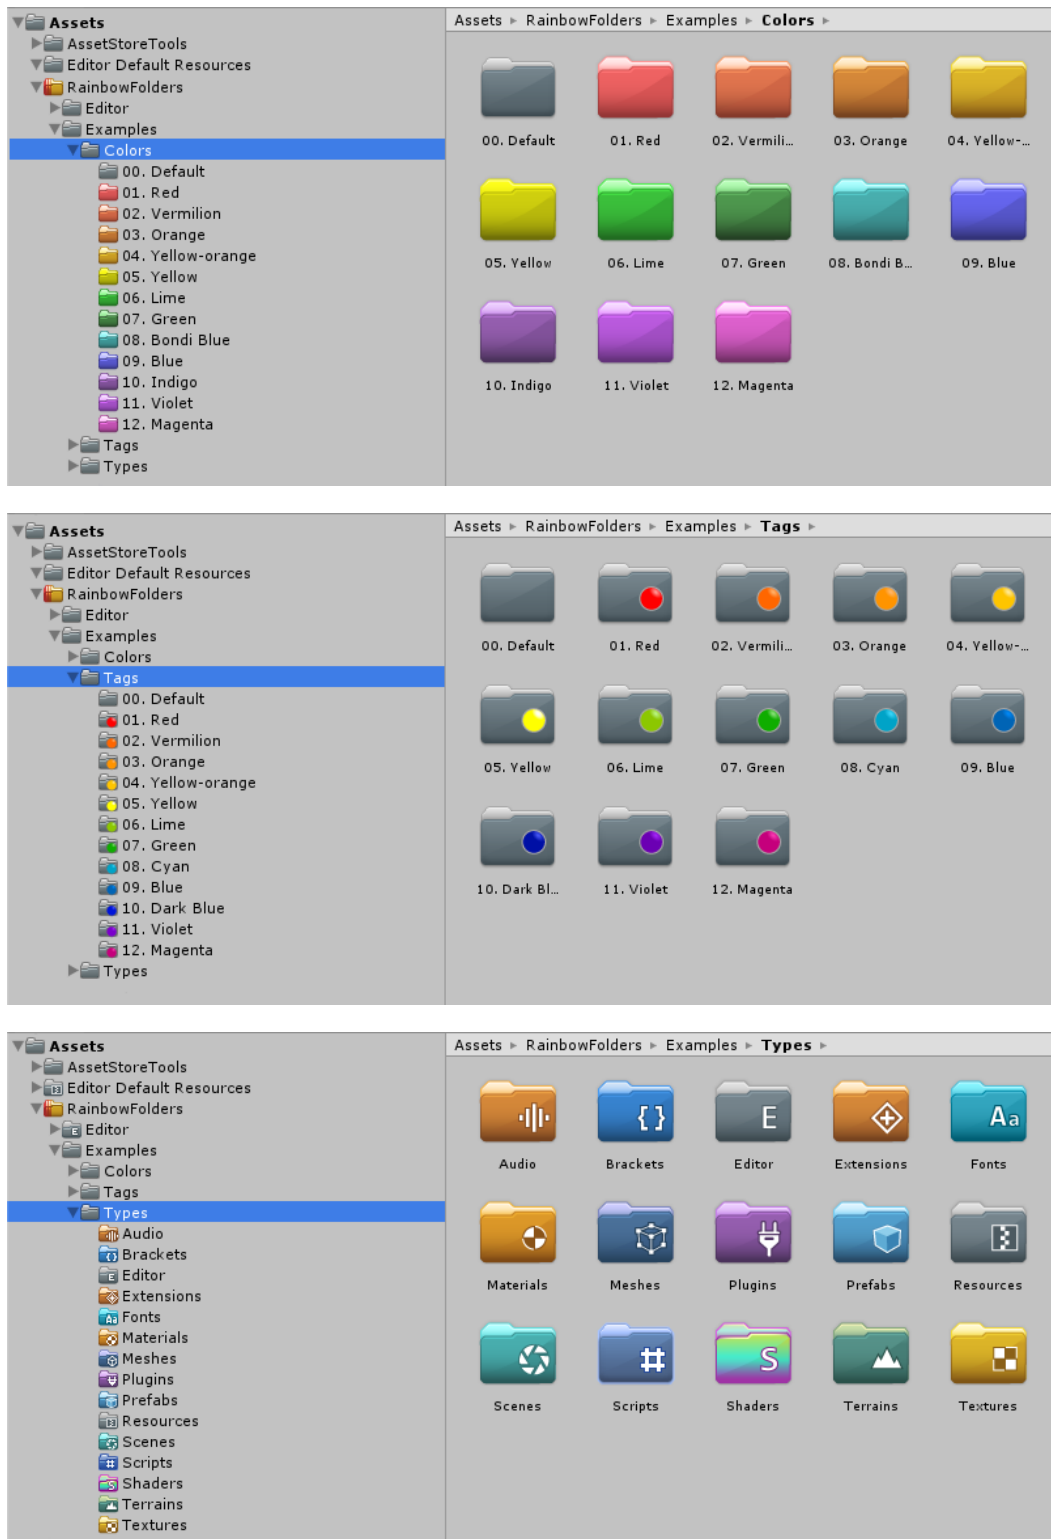 Assets
AssetStoreTools
Editor Default Resources
RainbowFolders
Editor
Examples
Colors
00. Default
01. Red
02. Vermilion
03. Orange
04. Yellow-orange
05. Yellow
06. Lime
07. Green
08. Bondi Blue
09. Blue
10. Indigo
11. Violet
12. Magenta
Tags
Types
Assets ▸ RainbowFolders ▸ Examples ▸ Colors ▸
00. Default 01. Red 02. Vermili... 03. Orange 04. Yellow-...
05. Yellow 06. Lime 07. Green 08. Bondi B... 09. Blue
10. Indigo 11. Violet 12. Magenta
Assets
AssetStoreTools
Editor Default Resources
RainbowFolders
Editor
Examples
Colors
Tags
00. Default
01. Red
02. Vermilion
03. Orange
04. Yellow-orange
05. Yellow
06. Lime
07. Green
08. Cyan
09. Blue
10. Dark Blue
11. Violet
12. Magenta
Types
Assets ▸ RainbowFolders ▸ Examples ▸ Tags ▸
00. Default 01. Red 02. Vermili... 03. Orange 04. Yellow-...
05. Yellow 06. Lime 07. Green 08. Cyan 09. Blue
10. Dark Bl... 11. Violet 12. Magenta
Assets
AssetStoreTools
Editor Default Resources
RainbowFolders
Editor
Examples
Colors
Tags
Types
Audio
Brackets
Editor
Extensions
Fonts
Materials
Meshes
Plugins
Prefabs
Resources
Scenes
Scripts
Shaders
Terrains
Textures
Assets ▸ RainbowFolders ▸ Examples ▸ Types ▸
{} E Aa
Audio Brackets Editor Extensions Fonts
Materials Meshes Plugins Prefabs Resources
# S
Scenes Scripts Shaders Terrains Textures